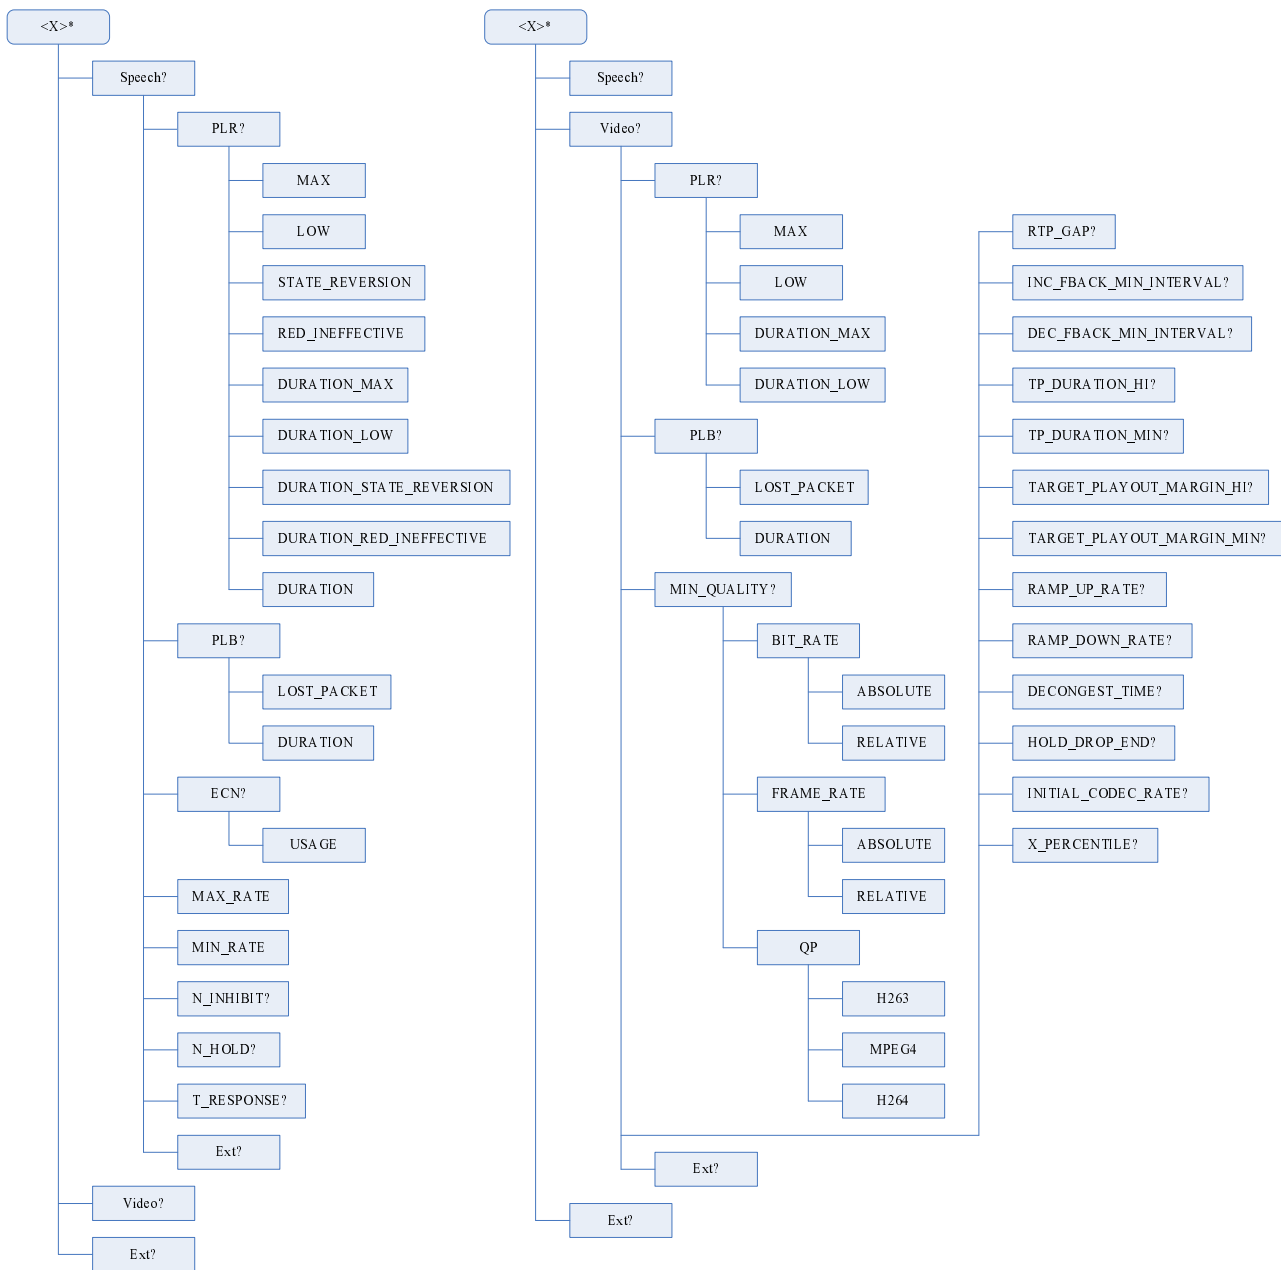 <X>*
Speech?
PLR?
MAX
LOW
STATE_REVERSION
RED_INEFFECTIVE
DURATION_MAX
DURATION_LOW
DURATION_STATE_REVERSION
DURATION_RED_INEFFECTIVE
DURATION
PLB?
LOST_PACKET
DURATION
ECN?
USAGE
MAX_RATE
MIN_RATE
N_INHIBIT?
N_HOLD?
T_RESPONSE?
Ext?
Video?
Ext?
<X>*
Speech?
Video?
PLR?
MAX
LOW
DURATION_MAX
DURATION_LOW
PLB?
LOST_PACKET
DURATION
MIN_QUALITY?
BIT_RATE
ABSOLUTE
RELATIVE
FRAME_RATE
ABSOLUTE
RELATIVE
QP
H263
MPEG4
H264
RTP_GAP?
INC_FBACK_MIN_INTERVAL?
DEC_FBACK_MIN_INTERVAL?
TP_DURATION_HI?
TP_DURATION_MIN?
TARGET_PLAYOUT_MARGIN_HI?
TARGET_PLAYOUT_MARGIN_MIN?
RAMP_UP_RATE?
RAMP_DOWN_RATE?
DECONGEST_TIME?
HOLD_DROP_END?
INITIAL_CODEC_RATE?
X_PERCENTILE?
Ext?
Ext?